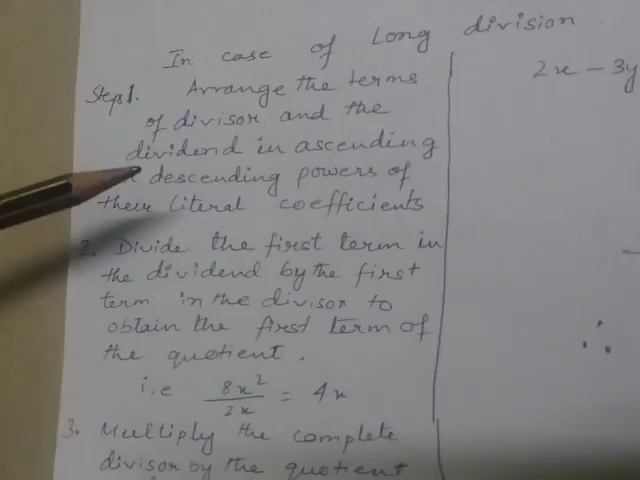 In case of Long division
Step 1. Arrange the terms
of divisor and the
dividend in ascending
descending powers of
their literal coefficients
2. Divide the first term in
the dividend by the first
term in the divisor to
obtain the first term of
the quotient.
i,e 8x²/2x = 4x
3. Multiply the complete
divisor by the quotient
2x - 3y
∴